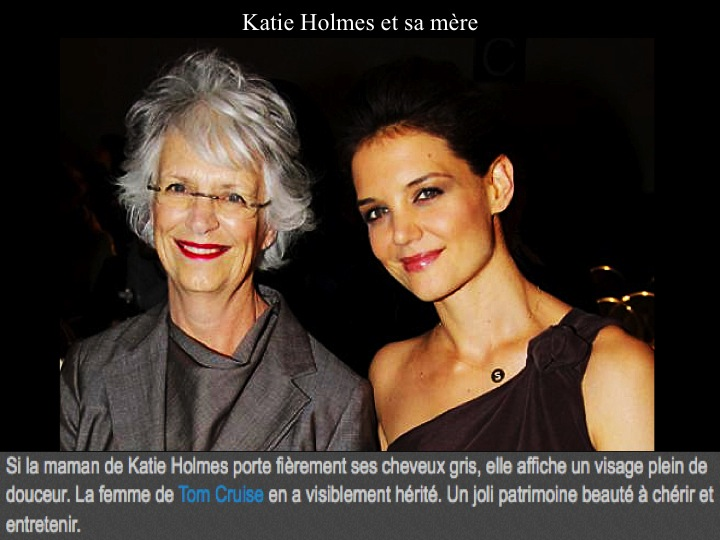 Katie Holmes et sa mère
C
S
Si la maman de Katie Holmes porte fièrement ses cheveux gris, elle affiche un visage plein de
douceur. La femme de Tom Cruise en a visiblement hérité. Un joli patrimoine beauté à chérir et
entretenir.